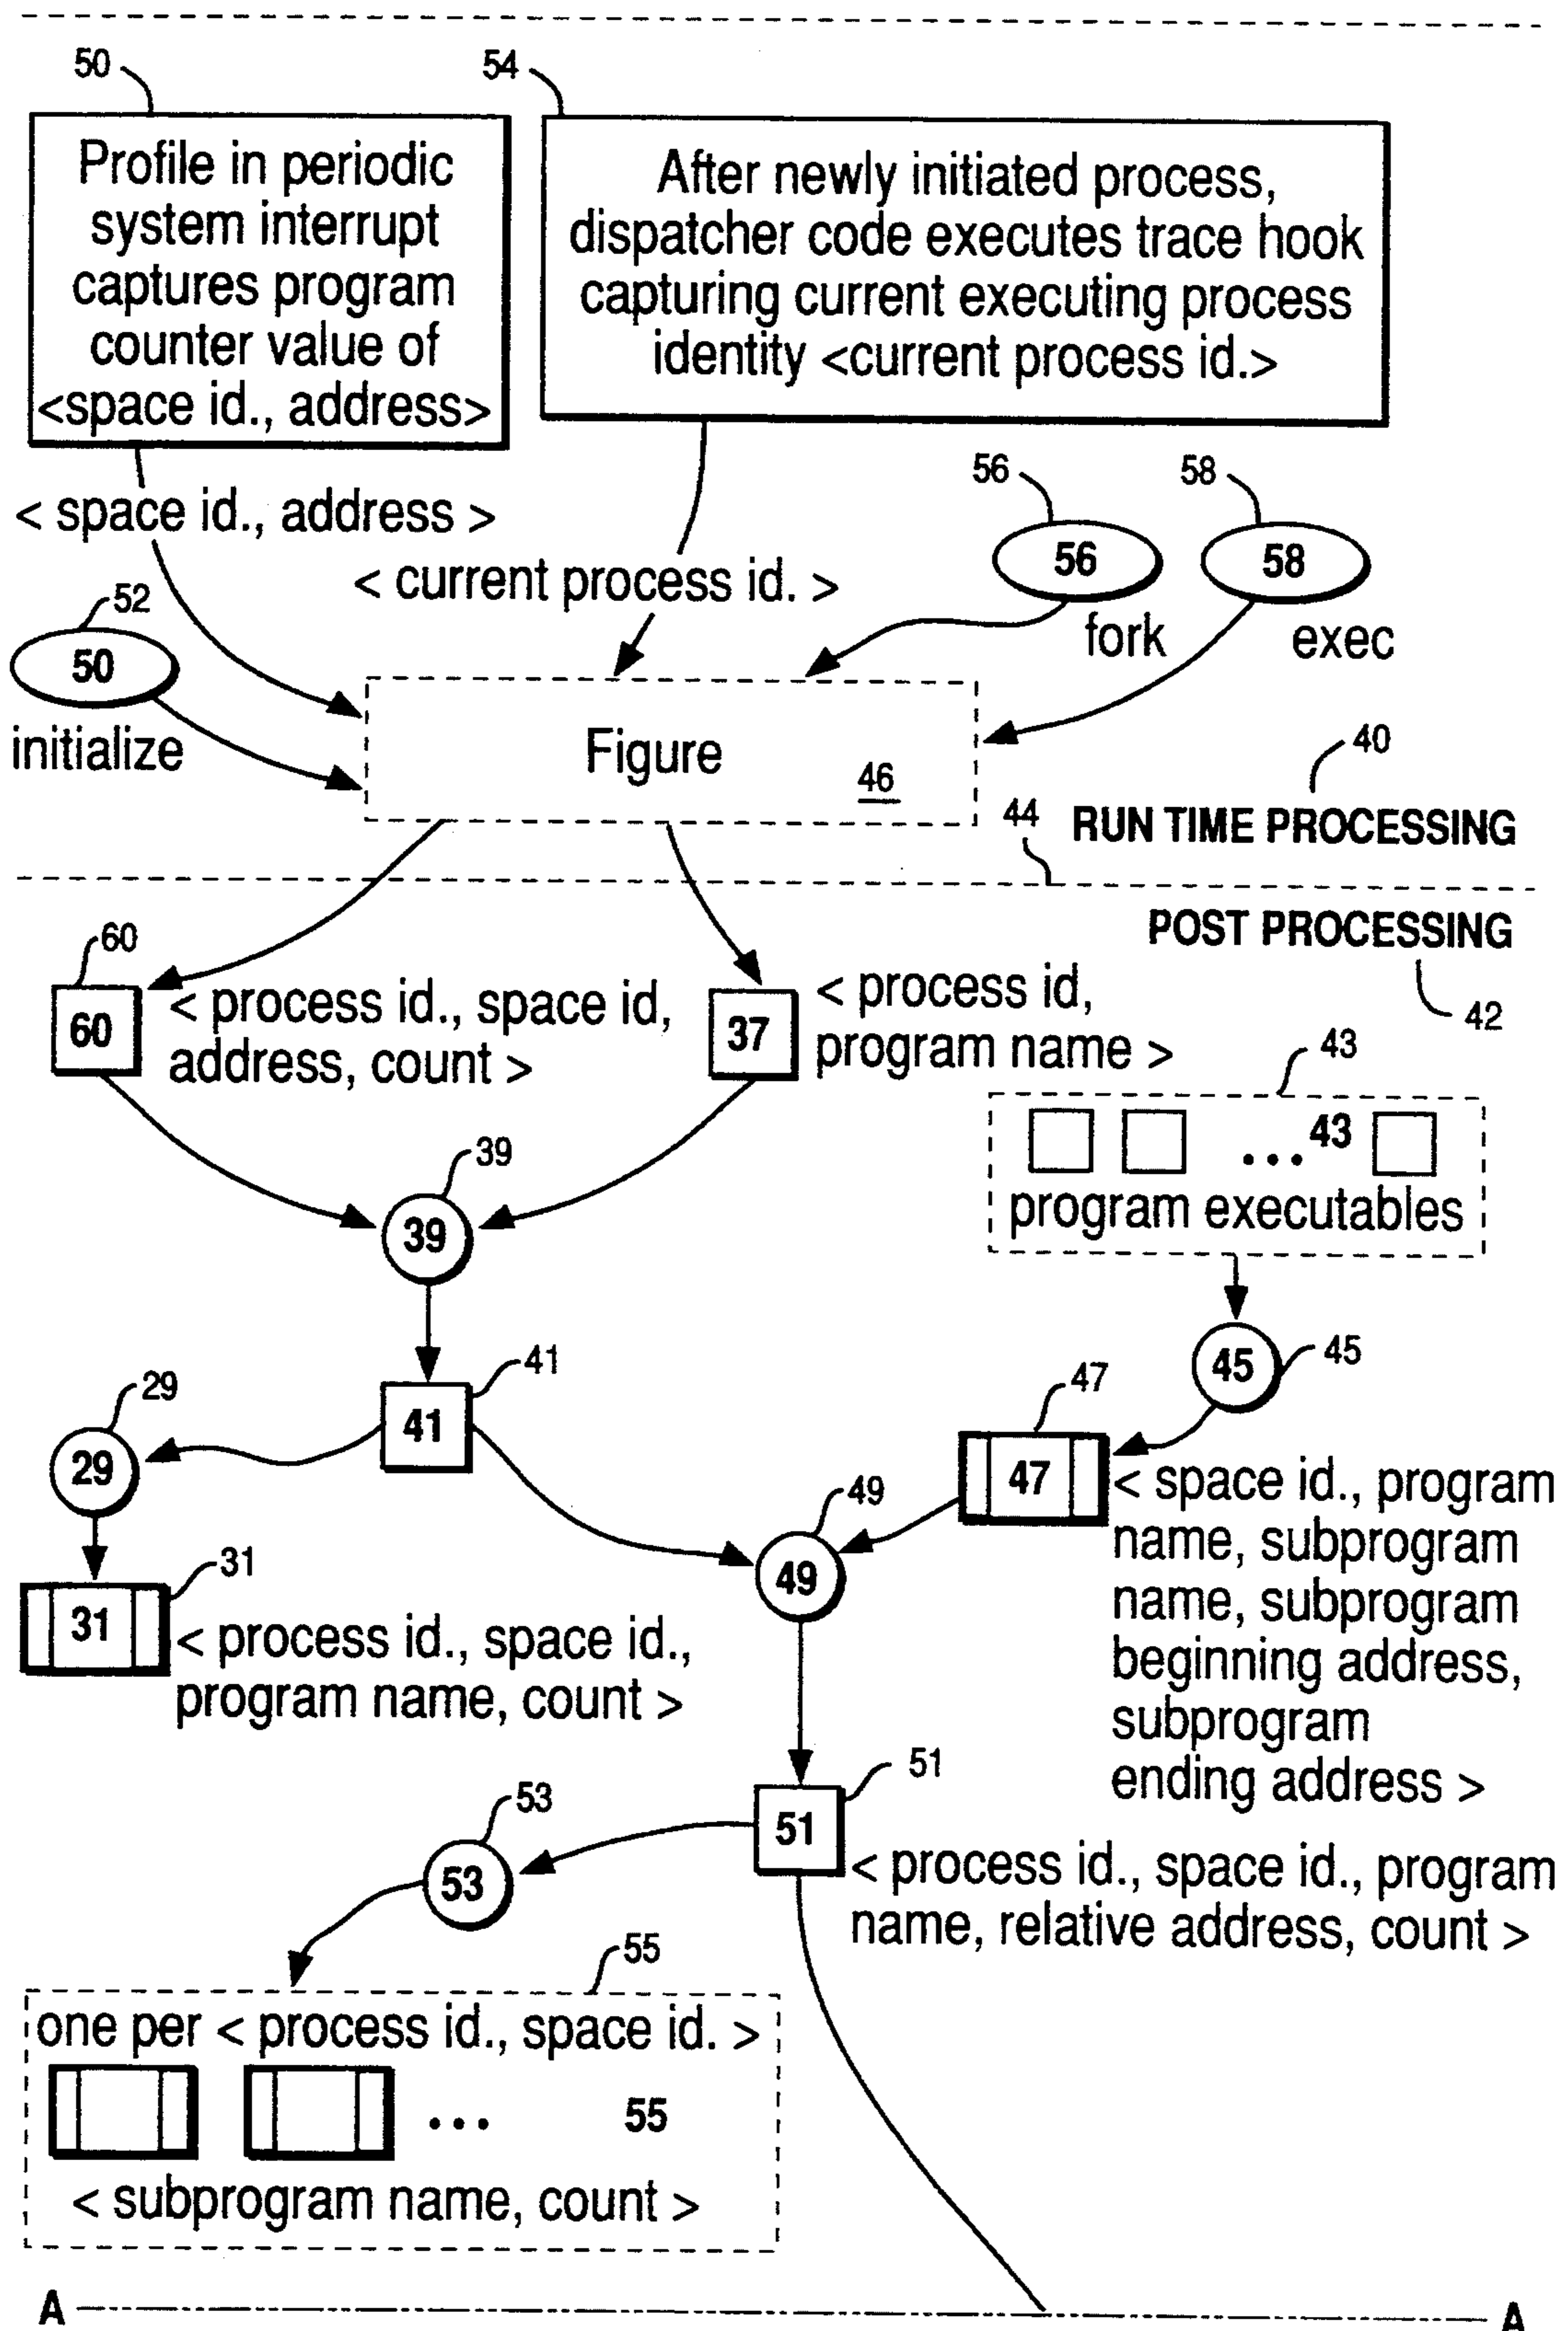 50
54
Profile in periodic
system interrupt
captures program
counter value of
<space id., address>
After newly initiated process,
dispatcher code executes trace hook
capturing current executing process
identity <current process id.>
< space id., address >
56
58
56
58
< current process id. >
fork
exec
52
50
initialize
Figure
46
40
44
RUN TIME PROCESSING
POST PROCESSING
42
60
60
< process id., space id,
address, count >
37
< process id,
program name >
43
43
...
program executables
39
39
45
45
41
41
29
29
47
47
< space id., program
name, subprogram
name, subprogram
beginning address,
subprogram
ending address >
49
49
31
31
< process id., space id.,
program name, count >
51
51
< process id., space id., program
name, relative address, count >
53
53
55
one per < process id., space id. >
... 55
< subprogram name, count >
A
A